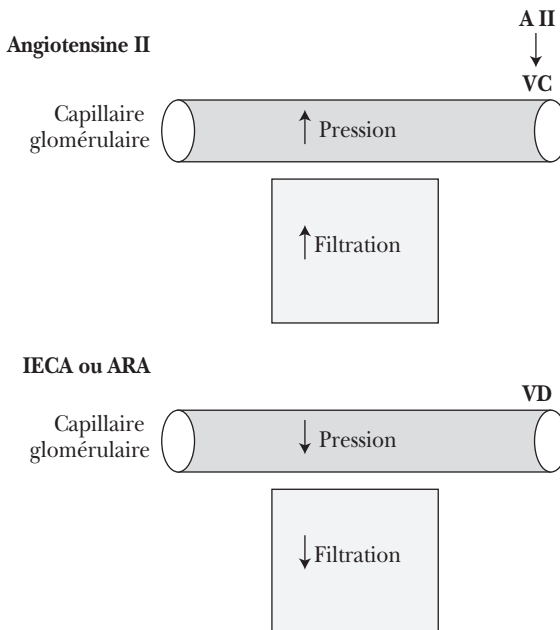 A II
Angiotensine II
VC
Capillaire
glomérulaire
Pression
Filtration
IECA ou ARA
VD
Capillaire
glomérulaire
Pression
Filtration